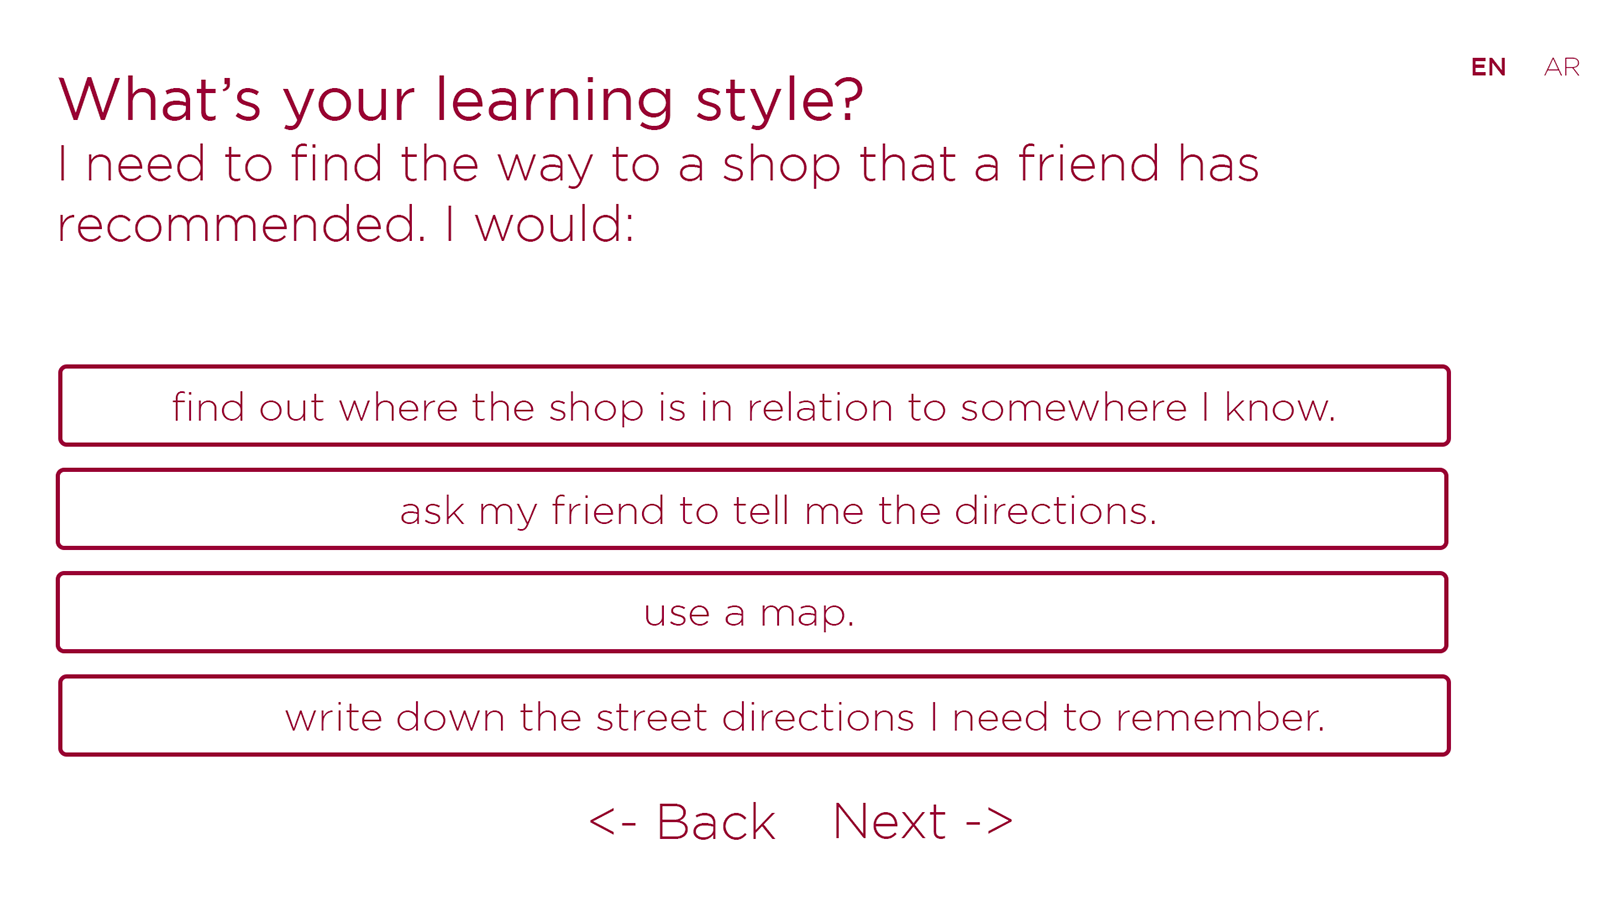 EN AR
What's your learning style?
I need to find the way to a shop that a friend has
recommended. I would:
find out where the shop is in relation to somewhere I know.
ask my friend to tell me the directions.
use a map.
write down the street directions I need to remember.
<- Back Next ->